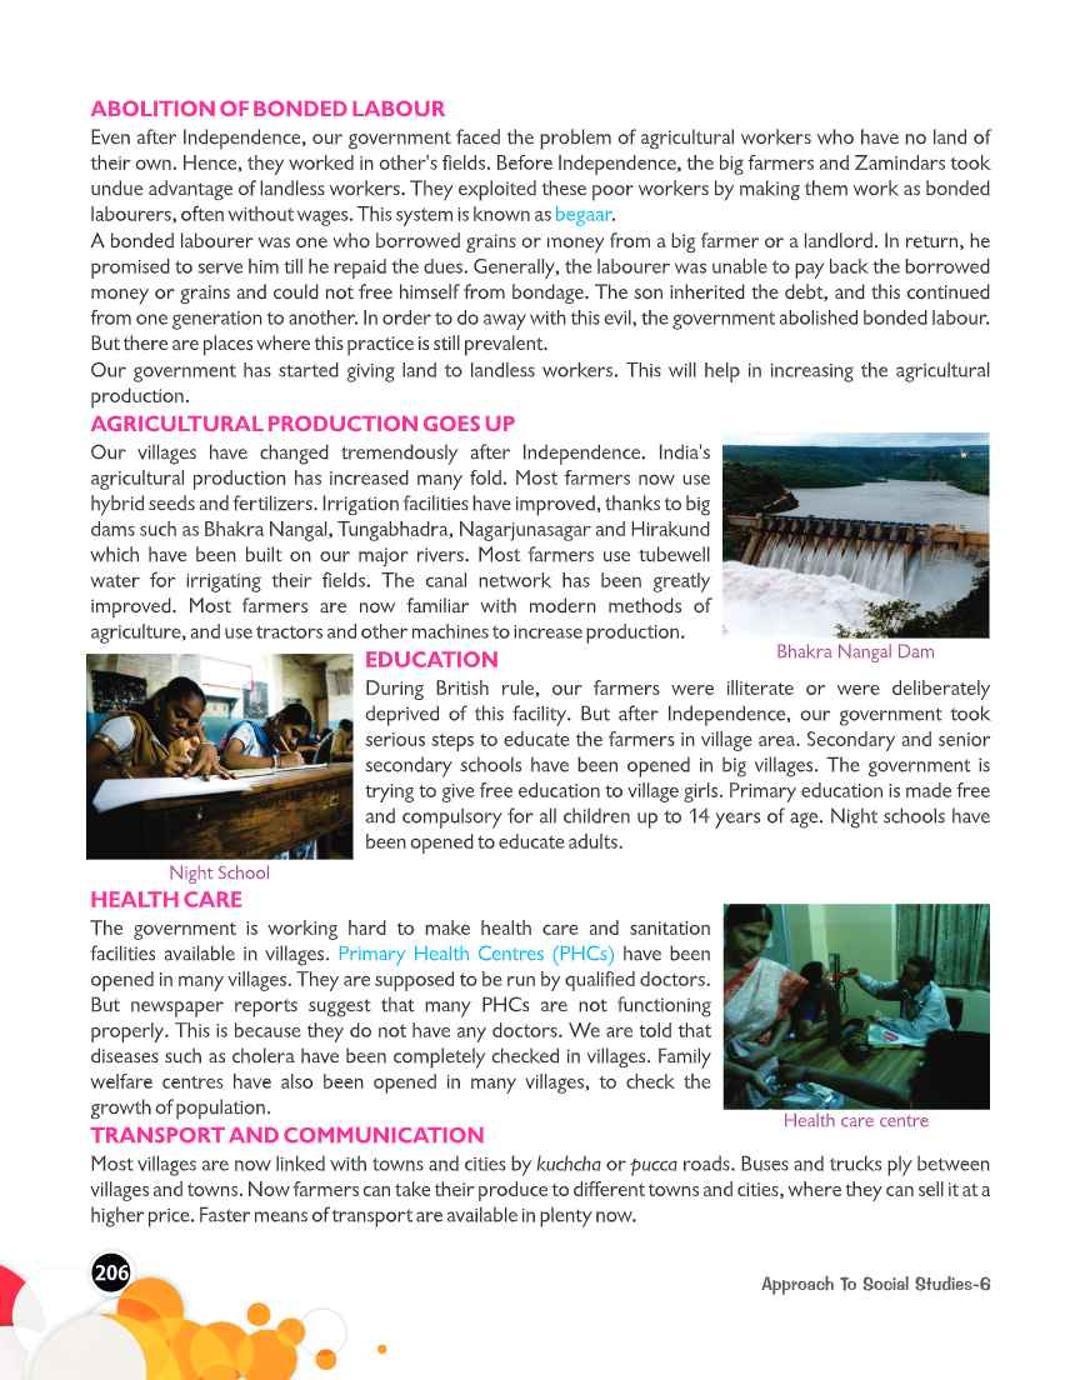 ABOLITION OF BONDED LABOUR
Even after Independence, our government faced the problem of agricultural workers who have no land of
their own. Hence, they worked in other's fields. Before Independence, the big farmers and Zamindars took
undue advantage of landless workers. They exploited these poor workers by making them work as bonded
labourers, often without wages. This system is known as begaar.
A bonded labourer was one who borrowed grains or money from a big farmer or a landlord. In return, he
promised to serve him till he repaid the dues. Generally, the labourer was unable to pay back the borrowed
money or grains and could not free himself from bondage. The son inherited the debt, and this continued
from one generation to another. In order to do away with this evil, the government abolished bonded labour.
But there are places where this practice is still prevalent.
Our government has started giving land to landless workers. This will help in increasing the agricultural
production.
AGRICULTURAL PRODUCTION GOES UP
Our villages have changed tremendously after Independence. India's
agricultural production has increased many fold. Most farmers now use
hybrid seeds and fertilizers. Irrigation facilities have improved, thanks to big
dams such as Bhakra Nangal, Tungabhadra, Nagarjunasagar and Hirakund
which have been built on our major rivers. Most farmers use tubewell
water for irrigating their fields. The canal network has been greatly
improved. Most farmers are now familiar with modern methods of
agriculture, and use tractors and other machines to increase production.
Bhakra Nangal Dam
EDUCATION
During British rule, our farmers were illiterate or were deliberately
deprived of this facility. But after Independence, our government took
serious steps to educate the farmers in village area. Secondary and senior
secondary schools have been opened in big villages. The government is
trying to give free education to village girls. Primary education is made free
and compulsory for all children up to 14 years of age. Night schools have
been opened to educate adults.
Night School
HEALTH CARE
The government is working hard to make health care and sanitation
facilities available in villages. Primary Health Centres (PHCs) have been
opened in many villages. They are supposed to be run by qualified doctors.
But newspaper reports suggest that many PHCs are not functioning
properly. This is because they do not have any doctors. We are told that
diseases such as cholera have been completely checked in villages. Family
welfare centres have also been opened in many villages, to check the
growth of population.
Health care centre
TRANSPORT AND COMMUNICATION
Most villages are now linked with towns and cities by kuchcha or pucca roads. Buses and trucks ply between
villages and towns. Now farmers can take their produce to different towns and cities, where they can sell it at a
higher price. Faster means of transport are available in plenty now.
206
Approach To Social Studies-6